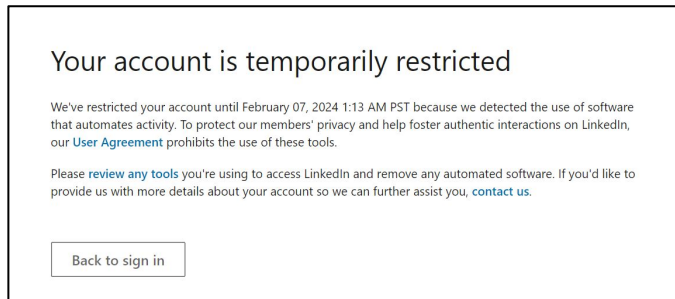 Your account is temporarily restricted
We've restricted your account until February 07, 2024 1:13 AM PST because we detected the use of software
that automates activity. To protect our members' privacy and help foster authentic interactions on LinkedIn,
our User Agreement prohibits the use of these tools.
Please review any tools you're using to access LinkedIn and remove any automated software. If you'd like to
provide us with more details about your account so we can further assist you, contact us.
Back to sign in